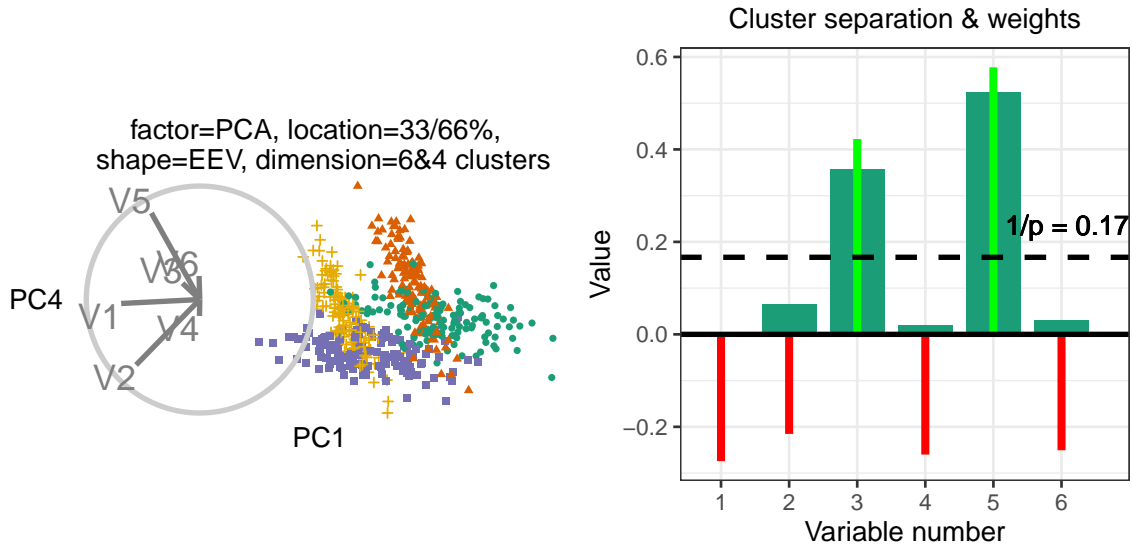 factor=PCA, location=33/66%,
shape=EEV, dimension=6&4 clusters
V5
V6
V3
PC4
V1
V4
V2
PC1
Cluster separation & weights
0.6
0.4
1/p = 0.17
0.2
Value
0.0
−0.2
1 2 3 4 5 6
Variable number